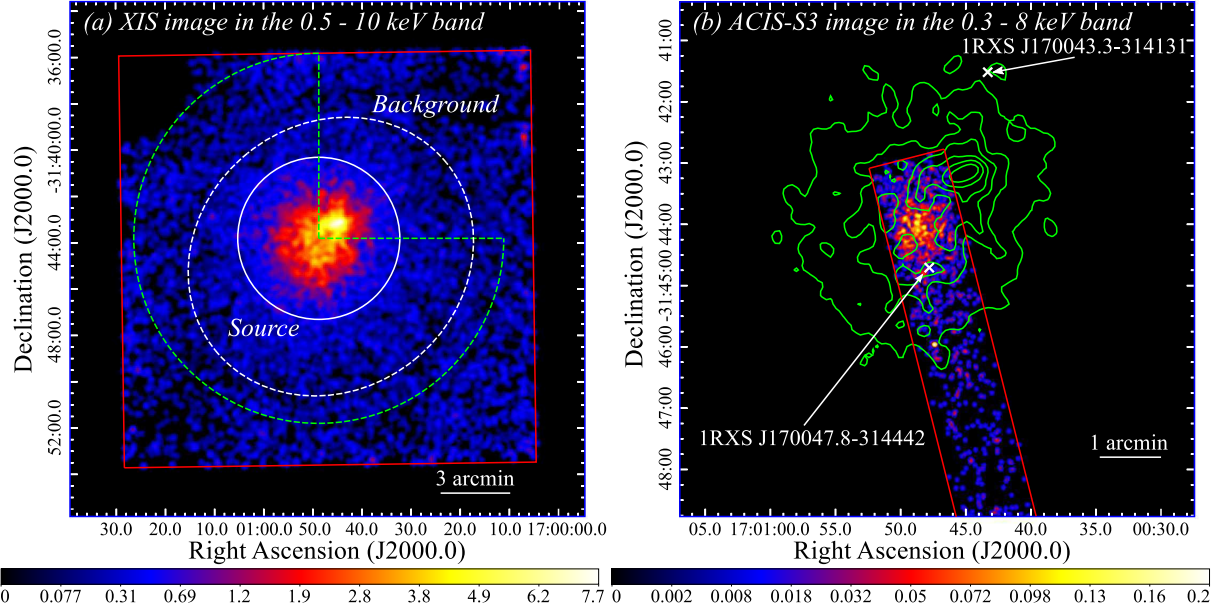 (a) XIS image in the 0.5 - 10 keV band
Declination (J2000.0)
36:00.0
-31:40:00.0
44:00.0
48:00.0
52:00.0
Background
Source
3 arcmin
30.0 20.0 10.0 01:00.0 50.0 40.0 30.0 20.0 10.0 17:00:00.0
Right Ascension (J2000.0)
0 0.077 0.31 0.69 1.2 1.9 2.8 3.8 4.9 6.2 7.7
(b) ACIS-S3 image in the 0.3 - 8 keV band
1RXS J170043.3-314131
Declination (J2000.0)
41:00
42:00
43:00
44:00
-31:45:00
46:00
47:00
48:00
1RXS J170047.8-314442
1 arcmin
05.0 17:01:00.0 55.0 50.0 45.0 40.0 35.0 00:30.0
Right Ascension (J2000.0)
0 0.002 0.008 0.018 0.032 0.05 0.072 0.098 0.13 0.16 0.2